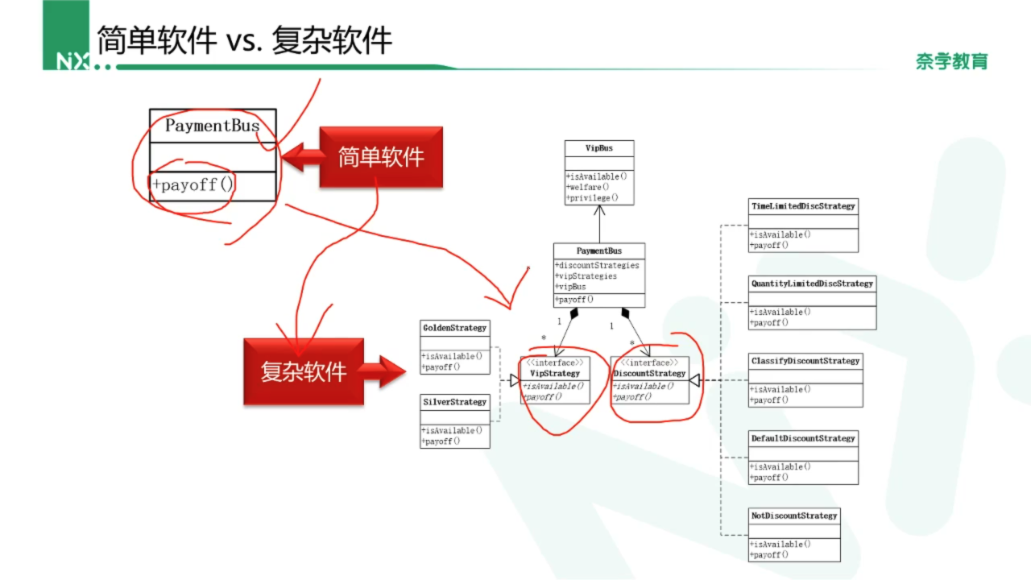 简单软件 vs. 复杂软件
NX
奈学教育
PaymentBus
+payoff()
简单软件
复杂软件
VipBus
+isAvailable()
+welfare()
+privilege()
PaymentBus
+discountStrategies
+vipStrategies
+vipBus
+payoff()
1
1
*
*
GoldenStrategy
+isAvailable()
+payoff()
SilverStrategy
+isAvailable()
+payoff()
<<interface>>
VipStrategy
+isAvailable()
+payoff()
<<interface>>
DiscountStrategy
+isAvailable()
+payoff()
TimeLimitedDiscStrategy
+isAvailable()
+payoff()
QuantityLimitedDiscStrategy
+isAvailable()
+payoff()
ClassifyDiscountStrategy
+isAvailable()
+payoff()
DefaultDiscountStrategy
+isAvailable()
+payoff()
NotDiscountStrategy
+isAvailable()
+payoff()